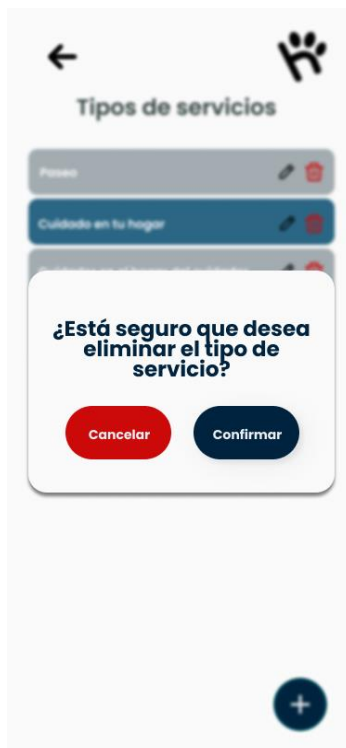 Tipos de servicios
Paseo
Cuidado en tu hogar
¿Está seguro que desea
eliminar el tipo de
servicio?
Cancelar
Confirmar